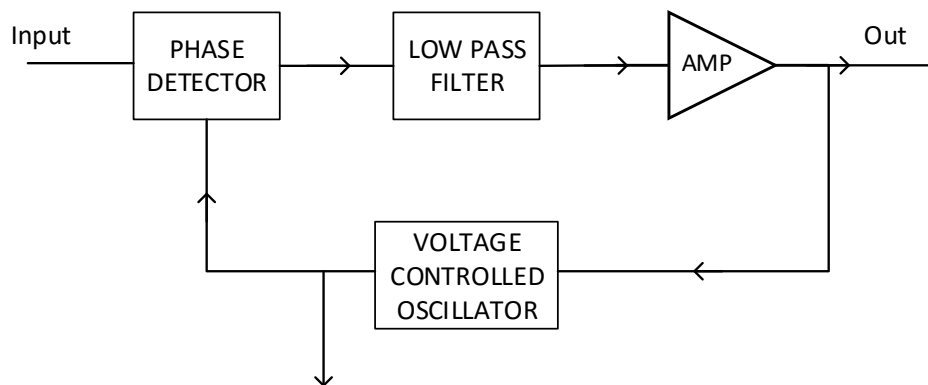 Input
PHASE
DETECTOR
LOW PASS
FILTER
AMP
Out
VOLTAGE
CONTROLLED
OSCILLATOR